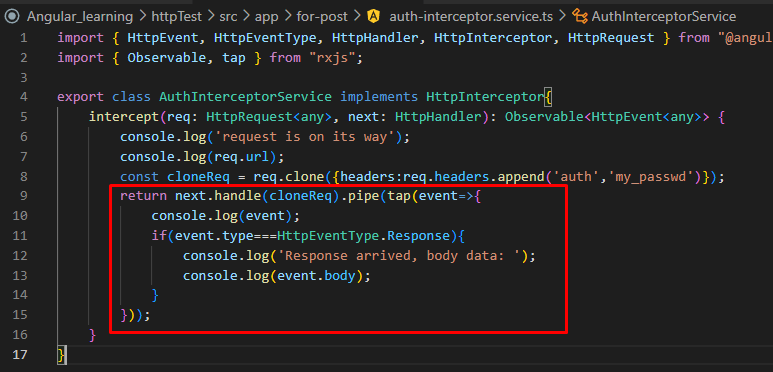 Angular_learning > httpTest > src > app > for-post > auth-interceptor.service.ts > AuthInterceptorService
1 import { HttpEvent, HttpEventType, HttpHandler, HttpInterceptor, HttpRequest } from "@angul
2 import { Observable, tap } from "rxjs";
3
4 export class AuthInterceptorService implements HttpInterceptor{
5     intercept(req: HttpRequest<any>, next: HttpHandler): Observable<HttpEvent<any>> {
6         console.log('request is on its way');
7         console.log(req.url);
8         const cloneReq = req.clone({headers:req.headers.append('auth','my_passwd')});
9         return next.handle(cloneReq).pipe(tap(event=>{
10             console.log(event);
11             if(event.type===HttpEventType.Response){
12                 console.log('Response arrived, body data: ');
13                 console.log(event.body);
14             }
15         }));
16     }
17 }